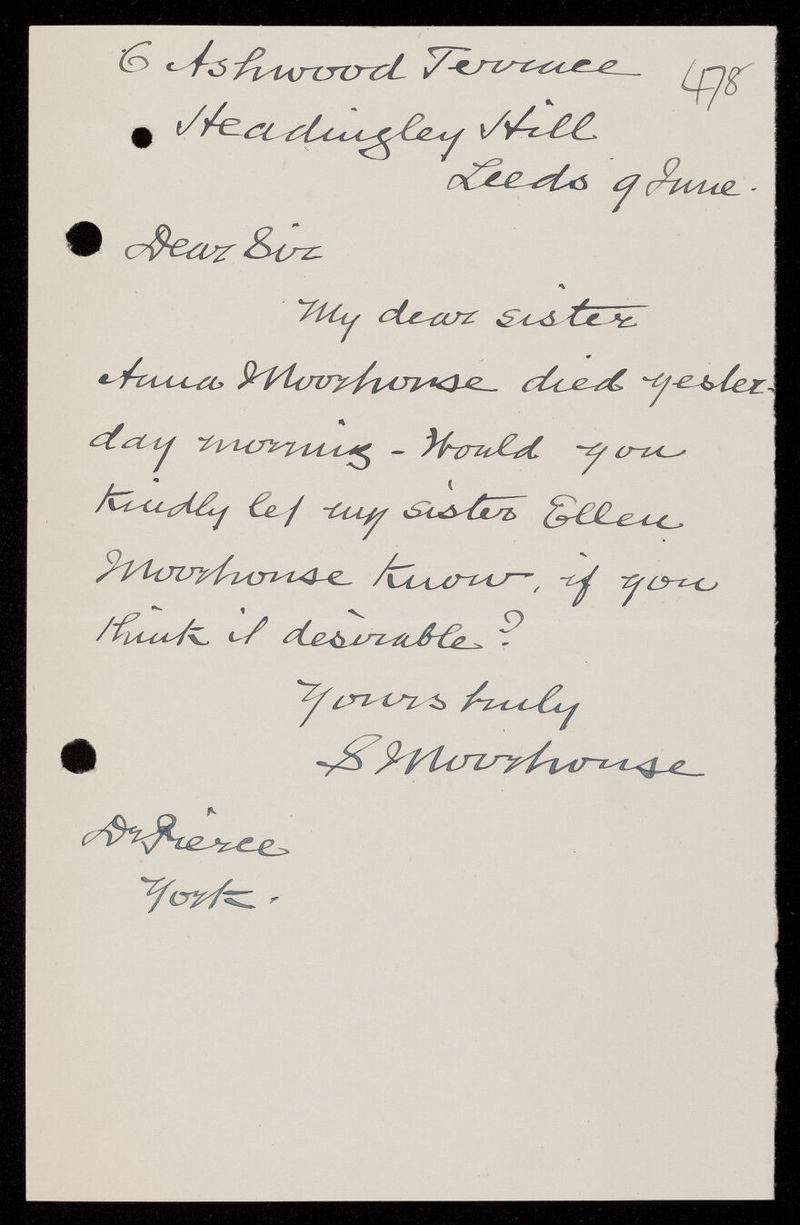 6 Ashwood Terrace 478
Headingley Hill
Leeds 9 June.
Dear Sir
My dear sister
Anna Moorhouse died yester-
day morning - Would you
kindly let my sister Ellen
Moorhouse know, if you
think it desirable?
Yours truly
S Moorhouse
Dr Pierce
York.